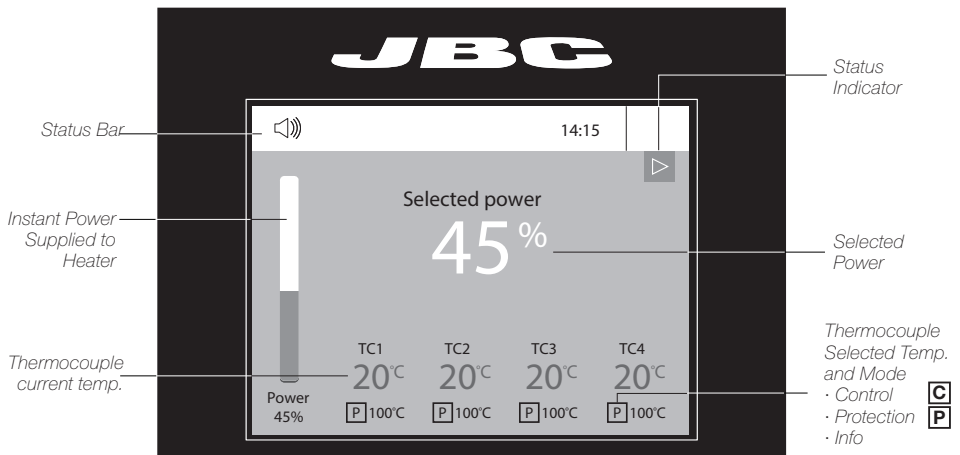 JBC
Status
Indicator
Status Bar
14:15
Instant Power
Supplied to
Heater
Selected power
45%
Selected
Power
Thermocouple
current temp.
TC1 TC2 TC3 TC4
20°C 20°C 20°C 20°C
Power
45%
P 100°C P 100°C P 100°C P 100°C
Thermocouple
Selected Temp.
and Mode
· Control C
· Protection P
· Info